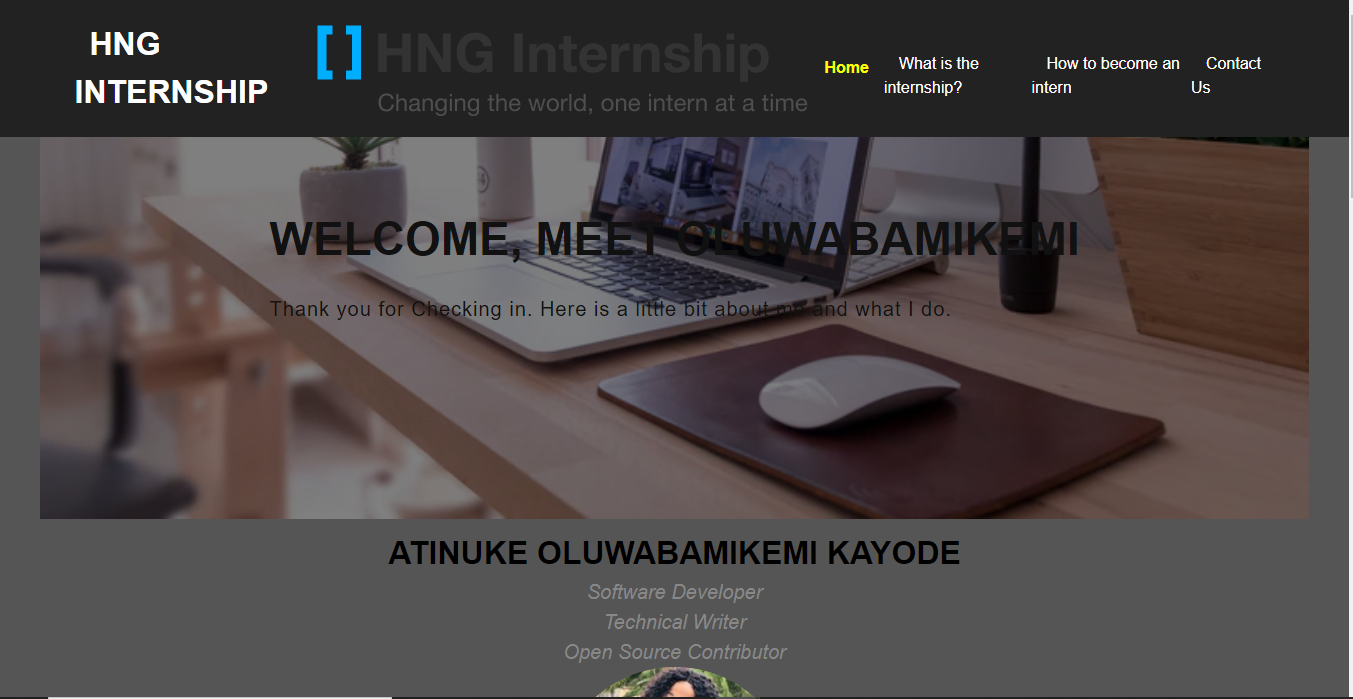 HNG
INTERNSHIP
[ ] HNG Internship
Changing the world, one intern at a time
Home
What is the
internship?
How to become an
intern
Contact
Us
WELCOME, MEET OLUWABAMIKEMI
Thank you for Checking in. Here is a little bit about me and what I do.
ATINUKE OLUWABAMIKEMI KAYODE
Software Developer
Technical Writer
Open Source Contributor